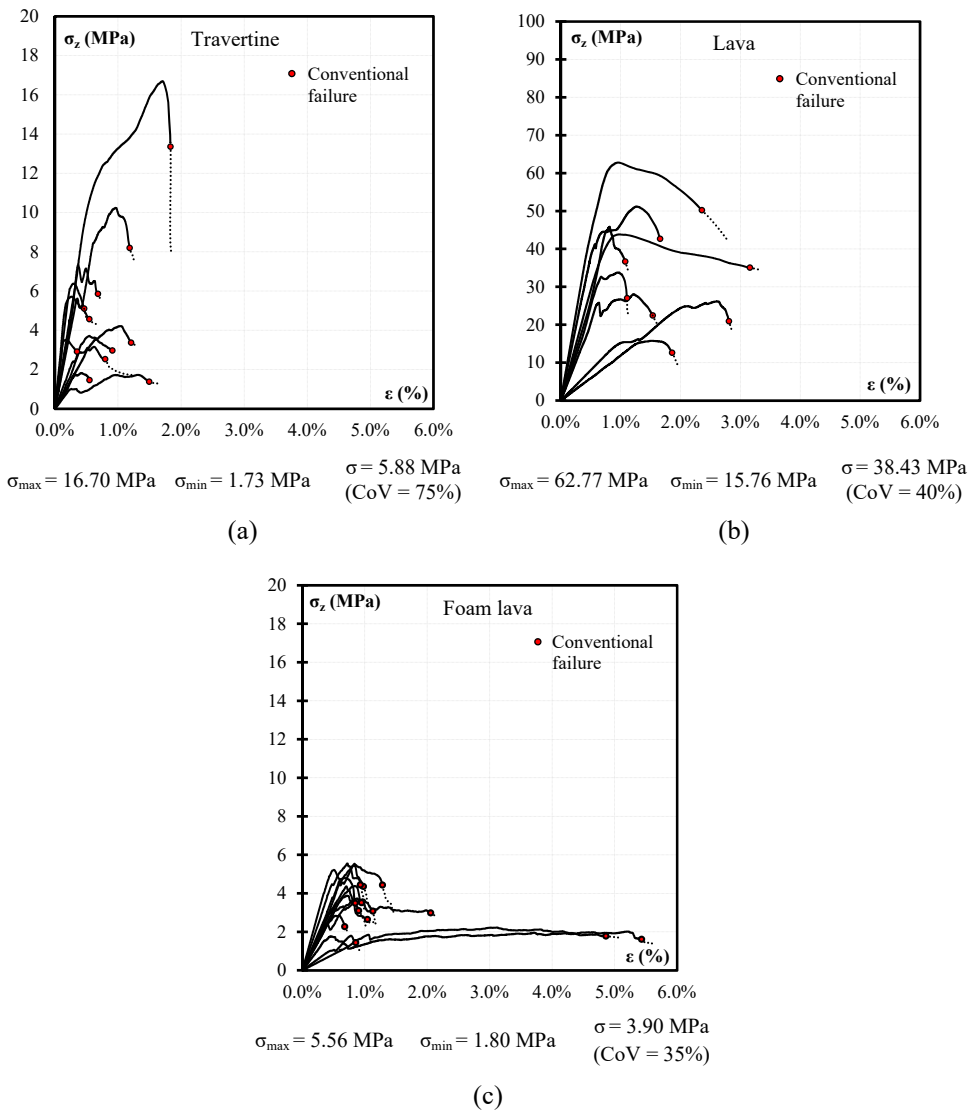 20
18
16
14
12
10
8
6
4
2
0
σz (MPa)
Travertine
Conventional
failure
ε (%)
0.0% 1.0% 2.0% 3.0% 4.0% 5.0% 6.0%
σmax = 16.70 MPa σmin = 1.73 MPa σ = 5.88 MPa
(CoV = 75%)
(a)
100
90
80
70
60
50
40
30
20
10
0
σz (MPa)
Lava
Conventional
failure
ε (%)
0.0% 1.0% 2.0% 3.0% 4.0% 5.0% 6.0%
σmax = 62.77 MPa σmin = 15.76 MPa σ = 38.43 MPa
(CoV = 40%)
(b)
20
18
16
14
12
10
8
6
4
2
0
σz (MPa)
Foam lava
Conventional
failure
ε (%)
0.0% 1.0% 2.0% 3.0% 4.0% 5.0% 6.0%
σmax = 5.56 MPa σmin = 1.80 MPa σ = 3.90 MPa
(CoV = 35%)
(c)